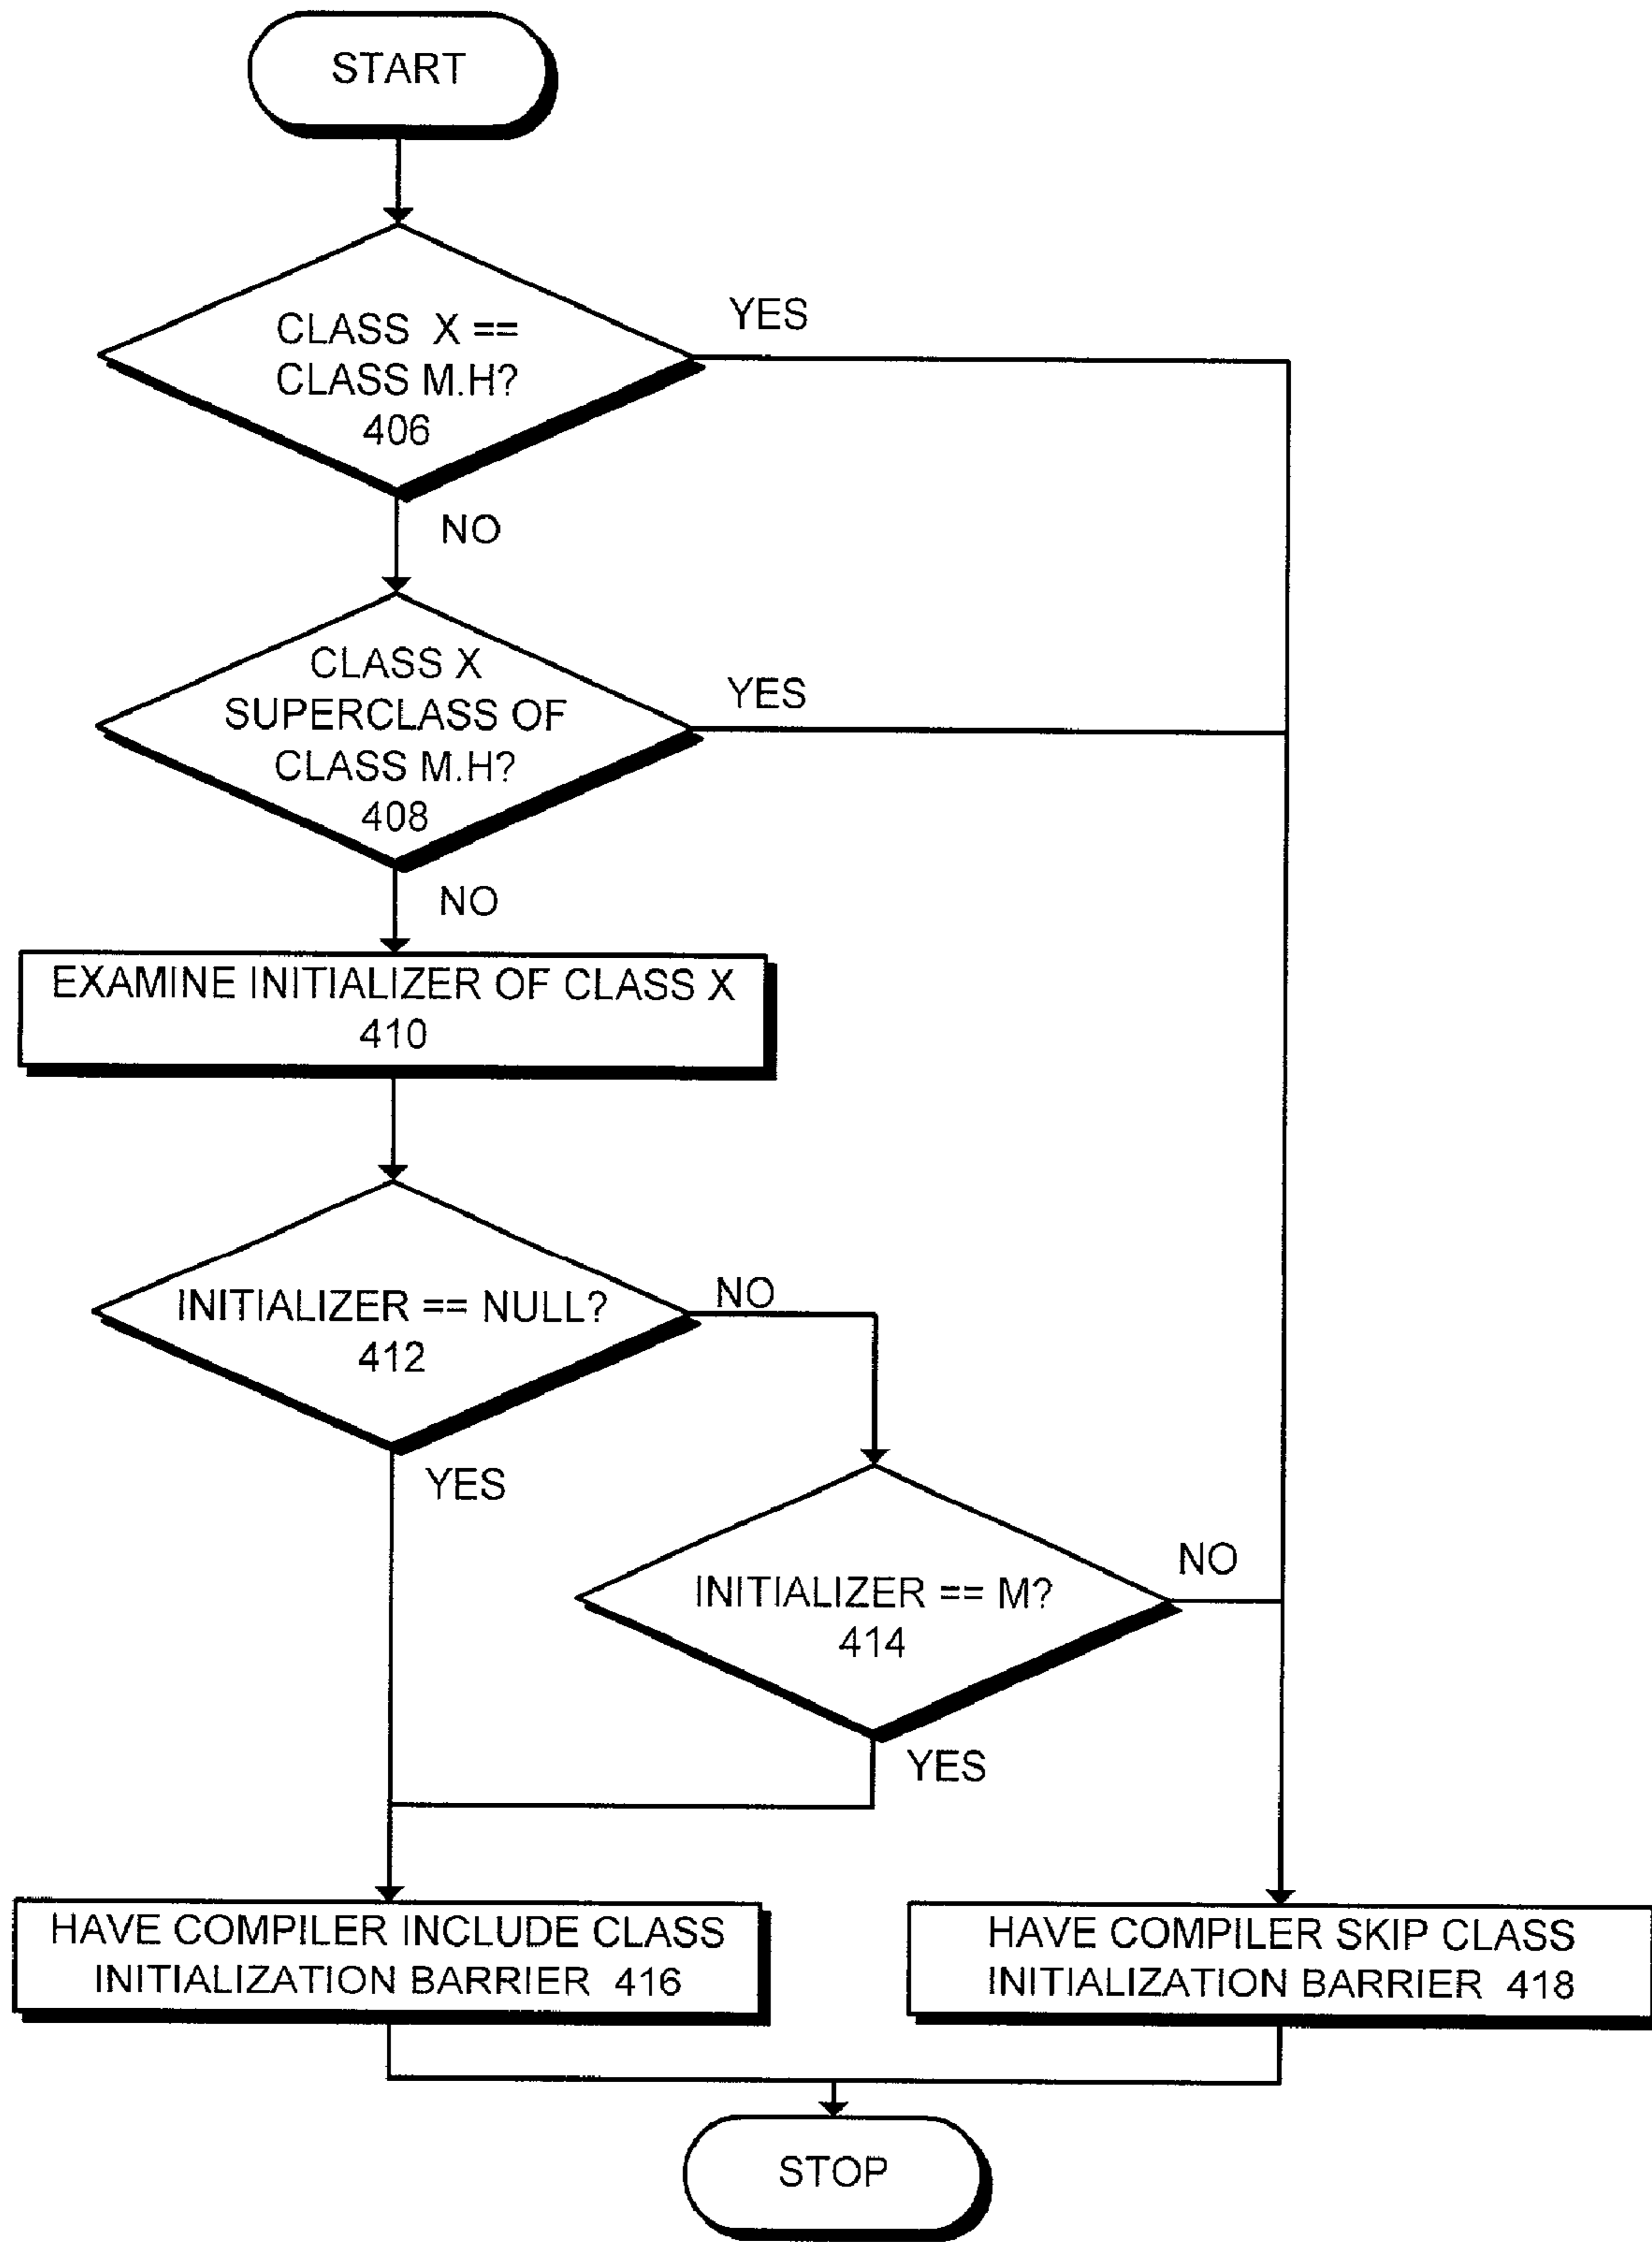 START
CLASS X ==
CLASS M.H?
406
YES
NO
CLASS X
SUPERCLASS OF
CLASS M.H?
408
YES
NO
EXAMINE INITIALIZER OF CLASS X
410
INITIALIZER == NULL?
412
NO
YES
INITIALIZER == M?
414
NO
YES
HAVE COMPILER INCLUDE CLASS
INITIALIZATION BARRIER 416
HAVE COMPILER SKIP CLASS
INITIALIZATION BARRIER 418
STOP